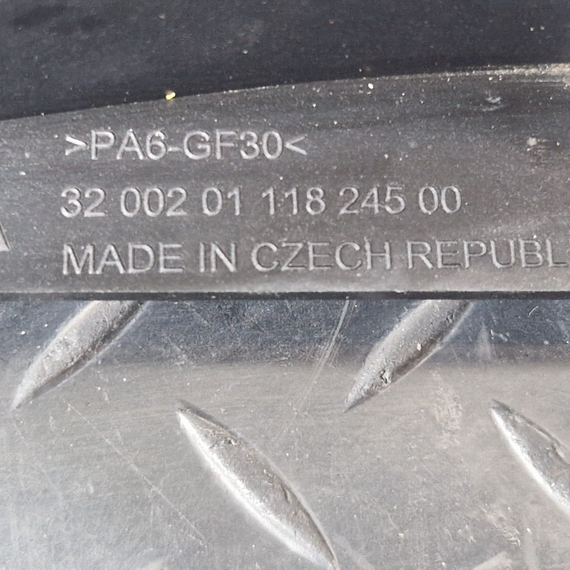 >PA6-GF30<
32 002 01 118 245 00
MADE IN CZECH REPUBL